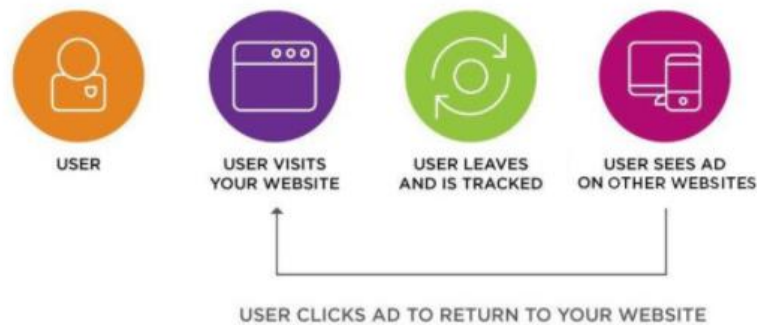 USER
USER VISITS
YOUR WEBSITE
USER LEAVES
AND IS TRACKED
USER SEES AD
ON OTHER WEBSITES
USER CLICKS AD TO RETURN TO YOUR WEBSITE